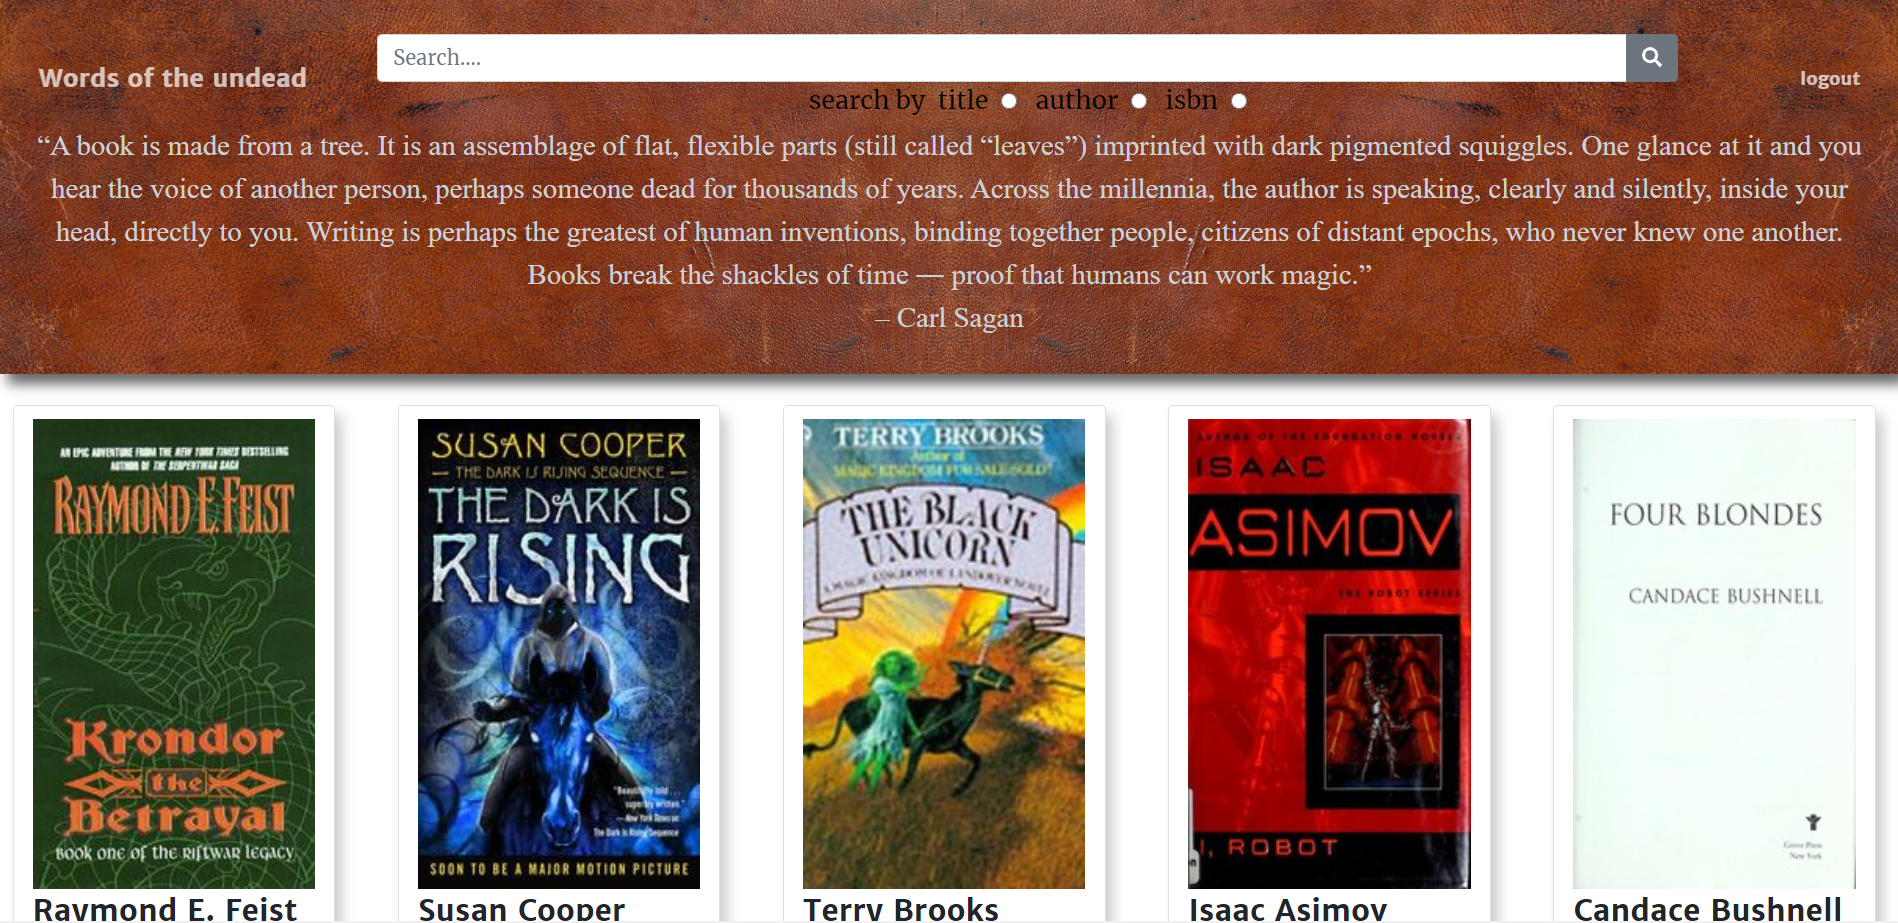 Search....
Words of the undead
logout
search by title author isbn
“A book is made from a tree. It is an assemblage of flat, flexible parts (still called “leaves”) imprinted with dark pigmented squiggles. One glance at it and you
hear the voice of another person, perhaps someone dead for thousands of years. Across the millennia, the author is speaking, clearly and silently, inside your
head, directly to you. Writing is perhaps the greatest of human inventions, binding together people, citizens of distant epochs, who never knew one another.
Books break the shackles of time — proof that humans can work magic.”
– Carl Sagan
AN EPIC ADVENTURE FROM THE NEW YORK TIMES BESTSELLING
AUTHOR OF THE SERPENTWAR SAGA
RAYMOND E. FEIST
Krondor
the
Betrayal
BOOK ONE OF THE RIFTWAR LEGACY
Raymond E. Feist
SUSAN COOPER
— THE DARK IS RISING SEQUENCE —
THE DARK IS
RISING
"Beautifully told . . .
superbly written."
—New York Times on
The Dark Is Rising Sequence
SOON TO BE A MAJOR MOTION PICTURE
Susan Cooper
TERRY BROOKS
Author of
MAGIC KINGDOM FOR SALE-SOLD!
THE BLACK
UNICORN
A MAGIC KINGDOM OF LANDOVER NOVEL
Terry Brooks
AUTHOR OF THE FOUNDATION NOVELS
ISAAC
ASIMOV
THE ROBOT SERIES
I, ROBOT
Isaac Asimov
FOUR BLONDES
CANDACE BUSHNELL
Grove Press
New York
Candace Bushnell